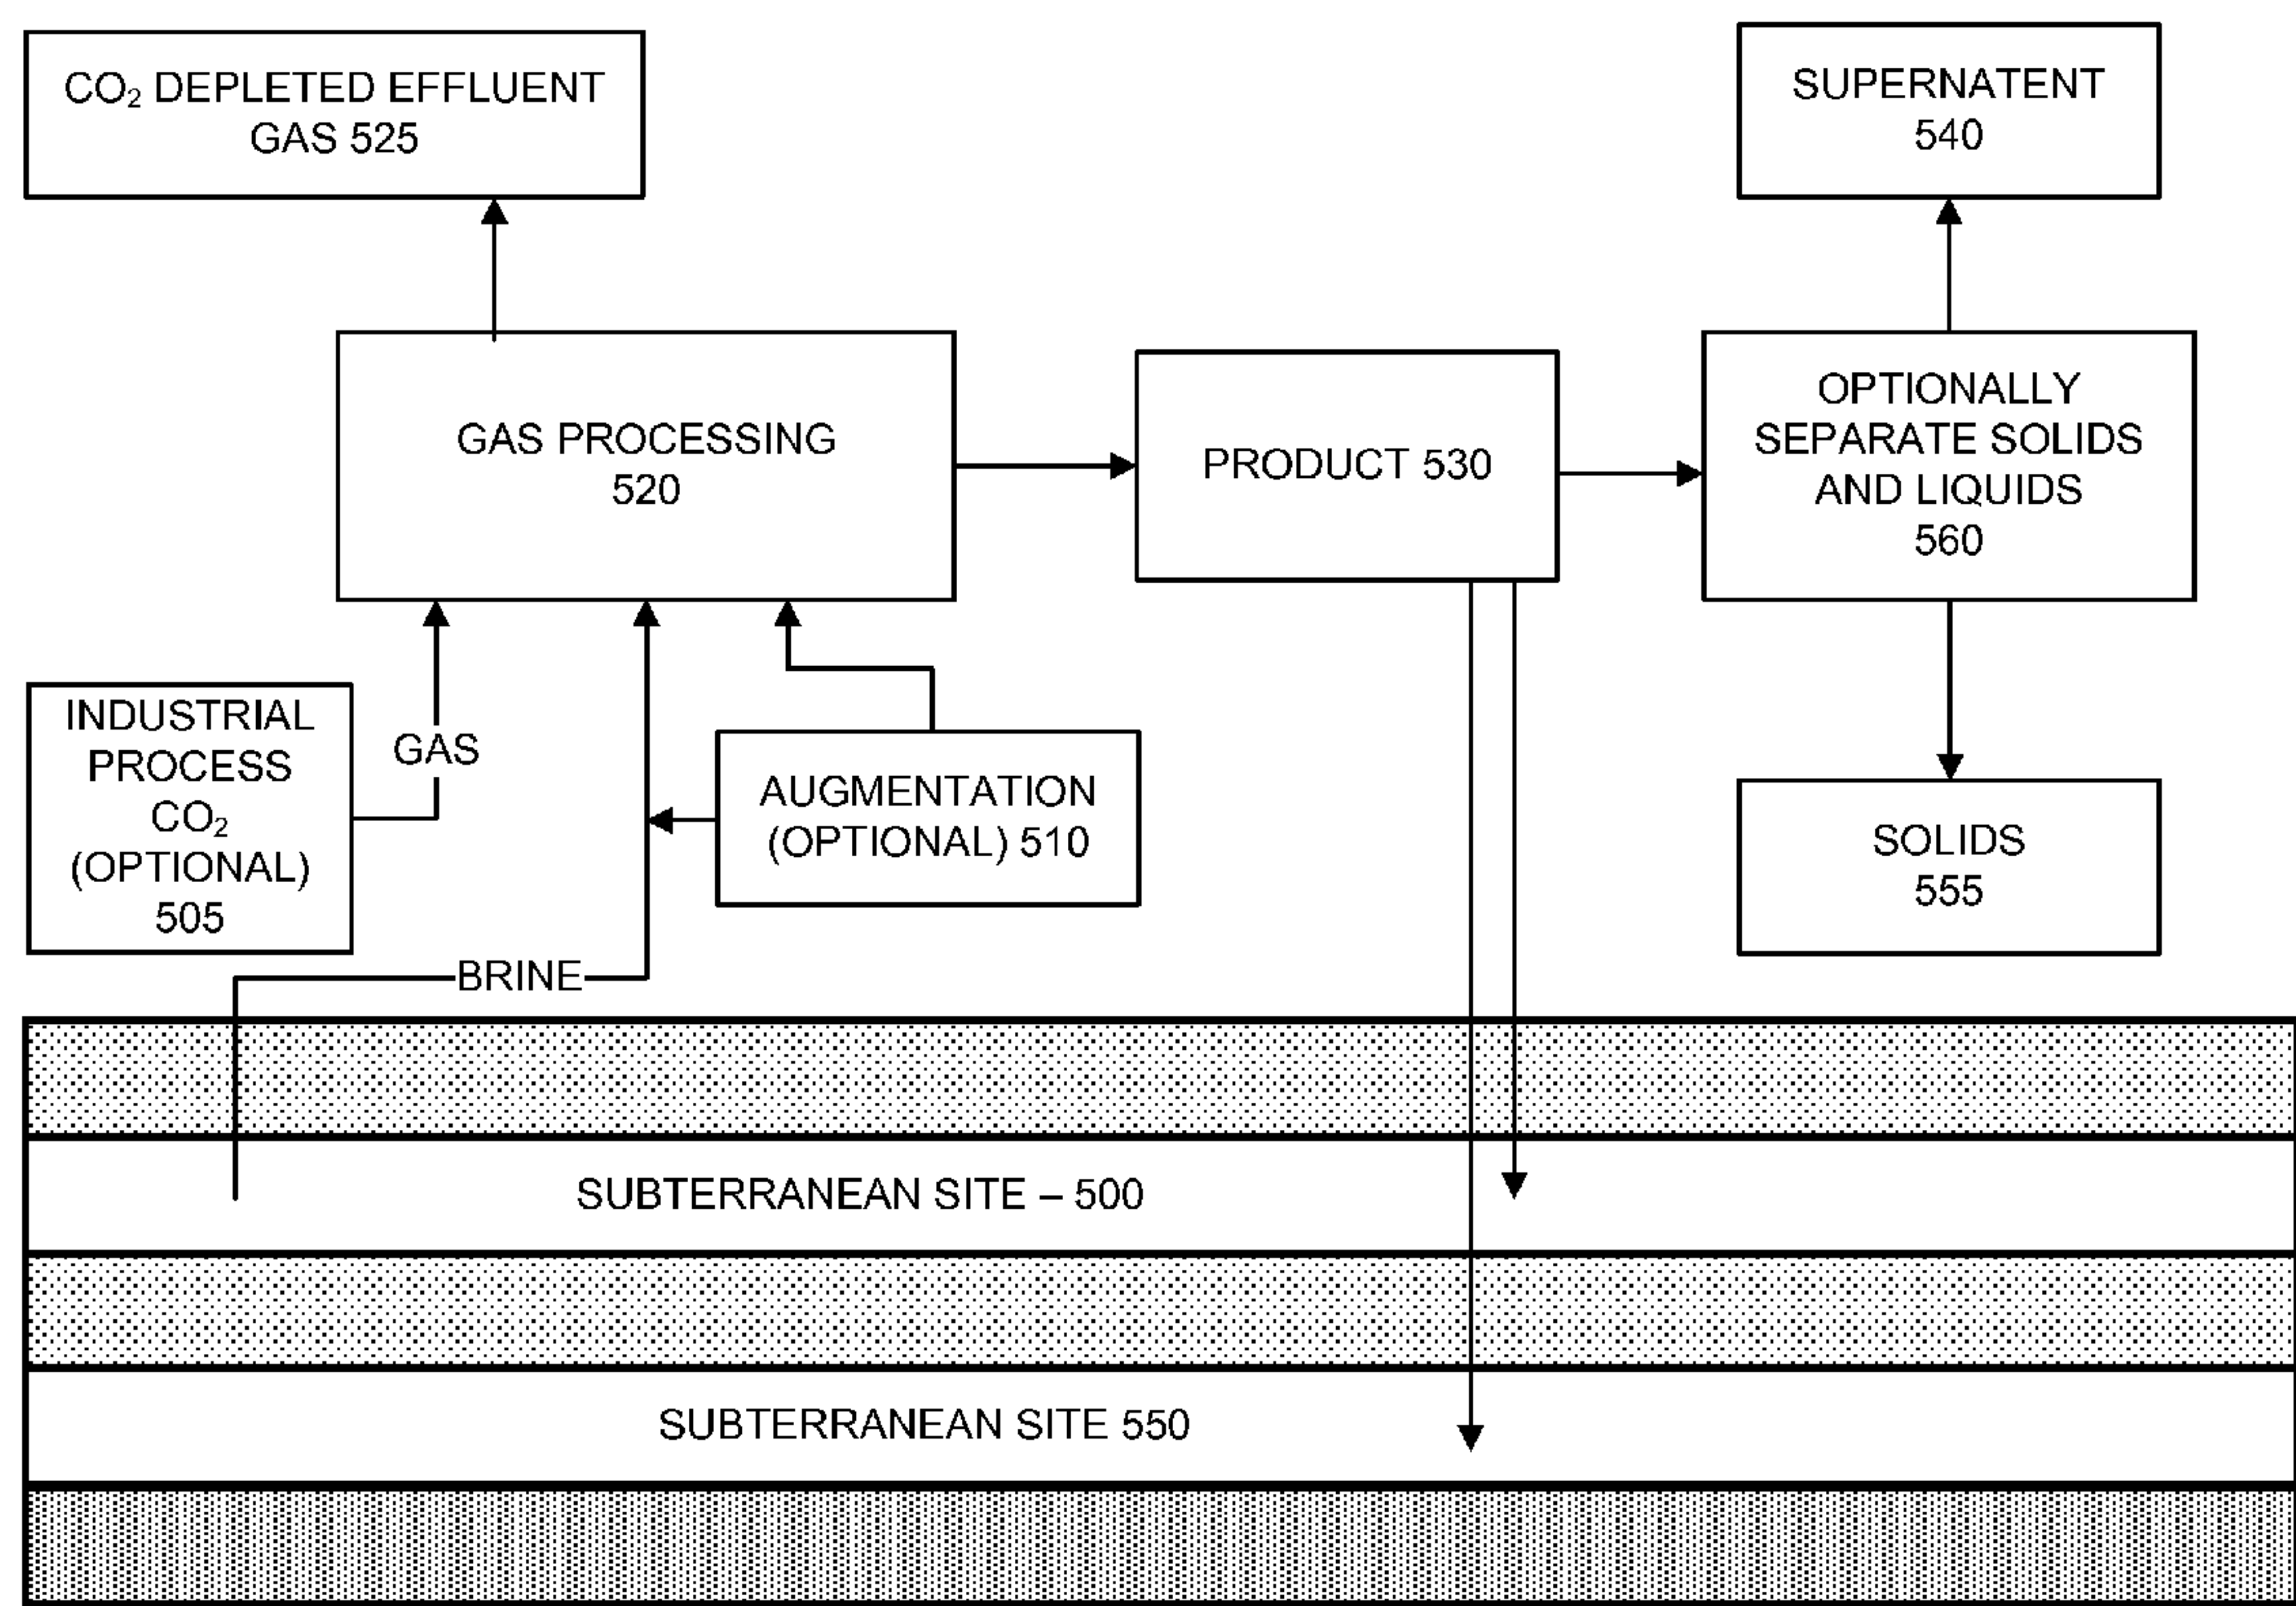 CO₂ DEPLETED EFFLUENT
GAS 525
SUPERNATENT
540
GAS PROCESSING
520
PRODUCT 530
OPTIONALLY
SEPARATE SOLIDS
AND LIQUIDS
560
INDUSTRIAL
PROCESS
CO₂
(OPTIONAL)
505
GAS
AUGMENTATION
(OPTIONAL) 510
SOLIDS
555
BRINE
SUBTERRANEAN SITE – 500
SUBTERRANEAN SITE 550